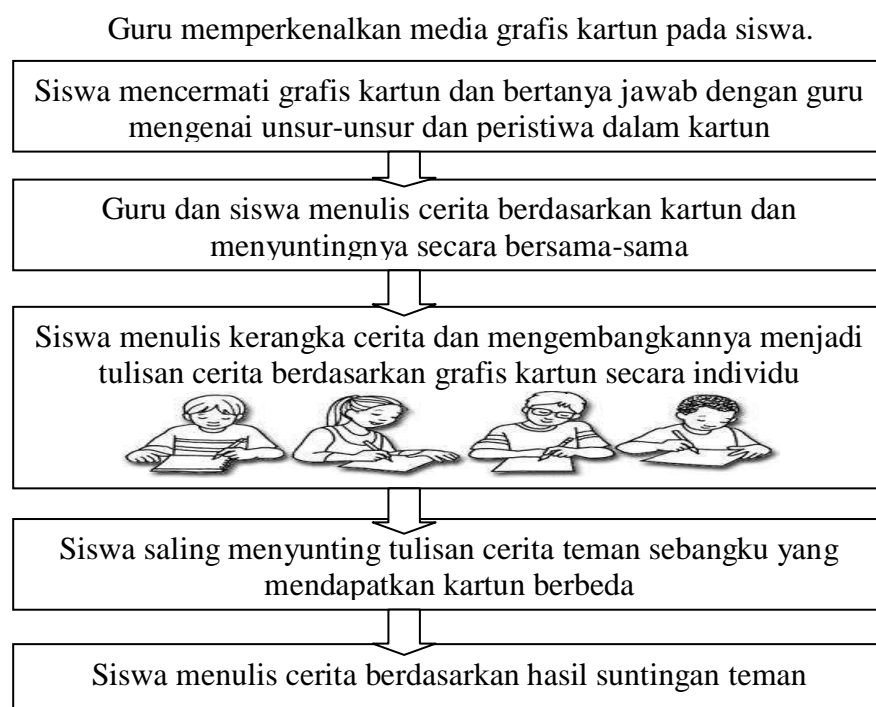 Guru memperkenalkan media grafis kartun pada siswa.
Siswa mencermati grafis kartun dan bertanya jawab dengan guru
mengenai unsur-unsur dan peristiwa dalam kartun
Guru dan siswa menulis cerita berdasarkan kartun dan
menyuntingnya secara bersama-sama
Siswa menulis kerangka cerita dan mengembangkannya menjadi
tulisan cerita berdasarkan grafis kartun secara individu
Siswa saling menyunting tulisan cerita teman sebangku yang
mendapatkan kartun berbeda
Siswa menulis cerita berdasarkan hasil suntingan teman